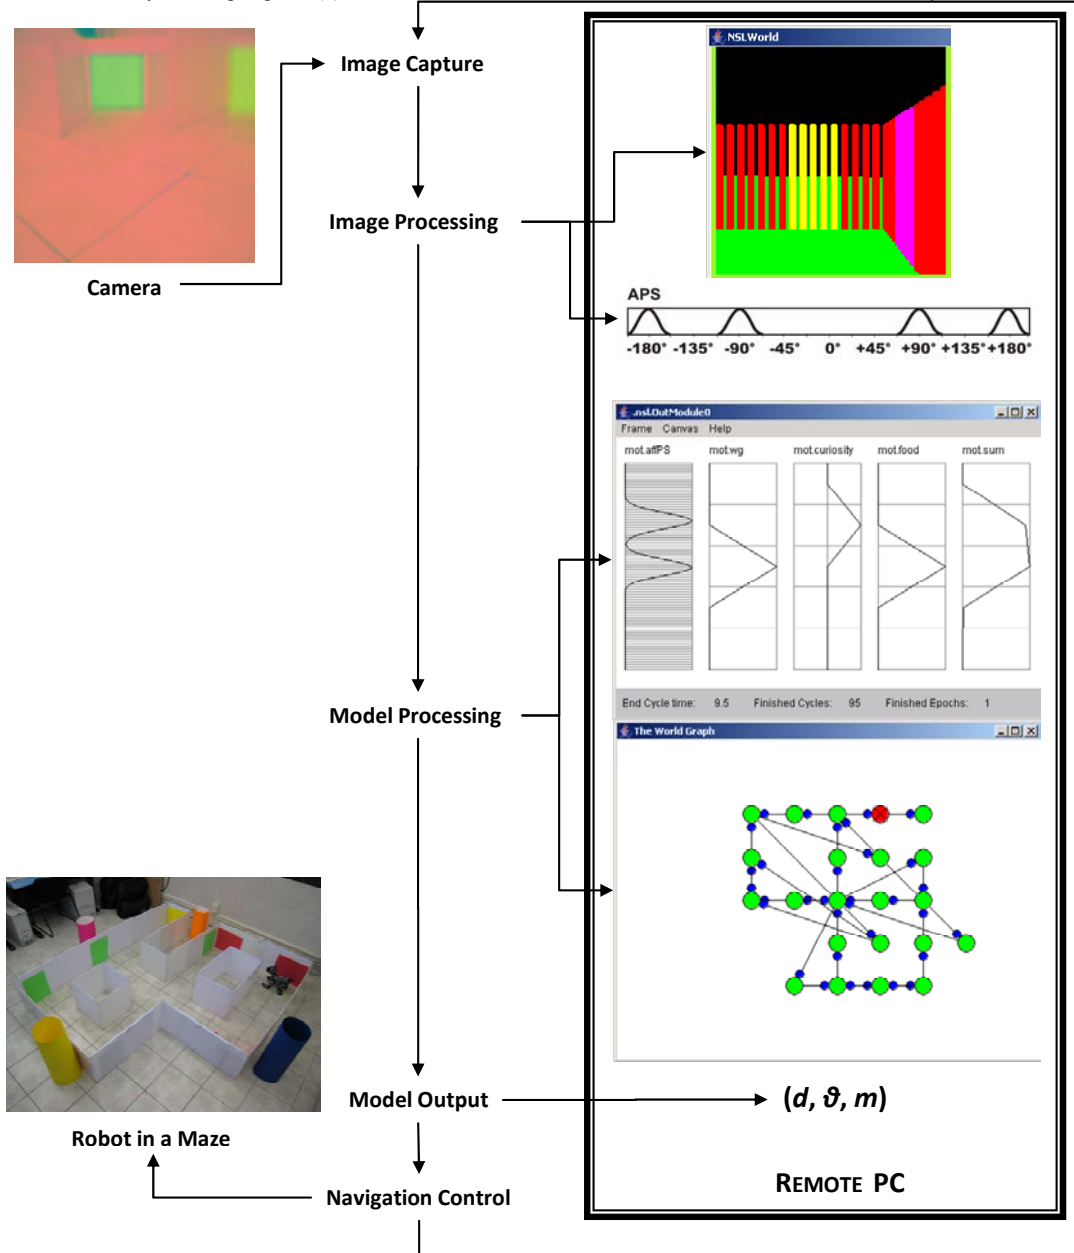 Image Capture
NSLWorld
Image Processing
Camera
APS
-180° -135° -90° -45° 0° +45° +90° +135° +180°
.nsl.OutModule0
Frame Canvas Help
mot.affPS mot.wg mot.curiosity mot.food mot.sum
End Cycle time: 9.5 Finished Cycles: 95 Finished Epochs: 1
Model Processing
The World Graph
Model Output
(d, ϑ, m)
Robot in a Maze
Navigation Control
REMOTE PC